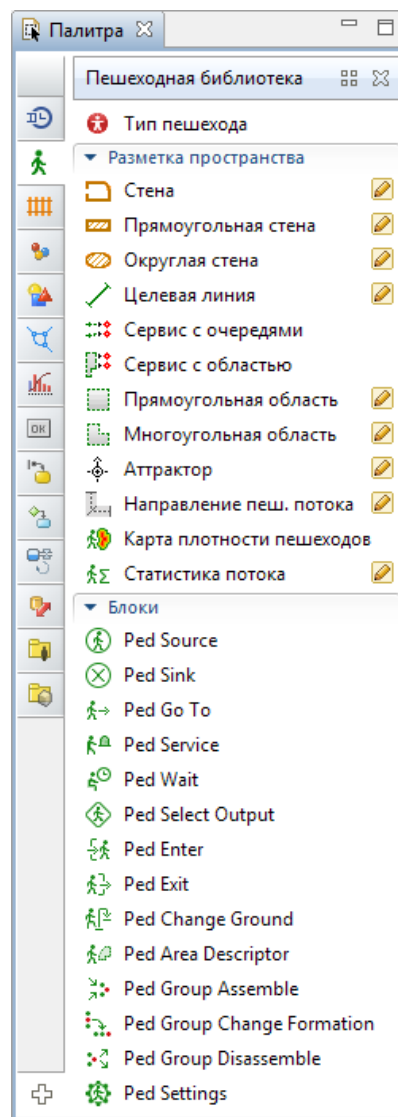 Палитра
Пешеходная библиотека
Тип пешехода
Разметка пространства
Стена
Прямоугольная стена
Округлая стена
Целевая линия
Сервис с очередями
Сервис с областью
Прямоугольная область
Многоугольная область
Аттрактор
Направление пеш. потока
Карта плотности пешеходов
Статистика потока
Блоки
Ped Source
Ped Sink
Ped Go To
Ped Service
Ped Wait
Ped Select Output
Ped Enter
Ped Exit
Ped Change Ground
Ped Area Descriptor
Ped Group Assemble
Ped Group Change Formation
Ped Group Disassemble
Ped Settings
OK